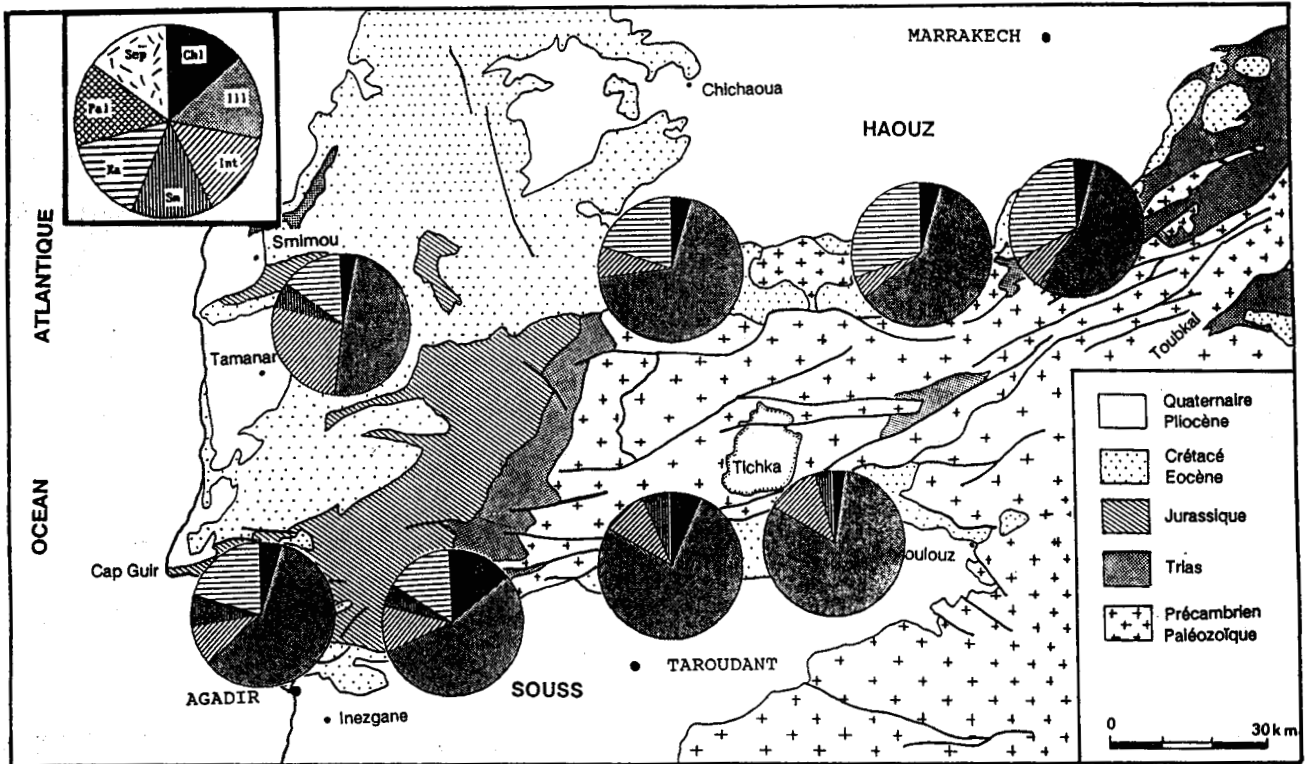 Sep
Chl
Ill
Int
Sm
Ka
Pal
MARRAKECH
Chichaoua
HAOUZ
ATLANTIQUE
OCEAN
Smimou
Tamanar
Toubkal
Tichka
oulouz
Cap Guir
AGADIR
Inezgane
SOUSS
TAROUDANT
Quaternaire
Pliocène
Crétacé
Eocène
Jurassique
Trias
Précambrien
Paléozoïque
0
30 km